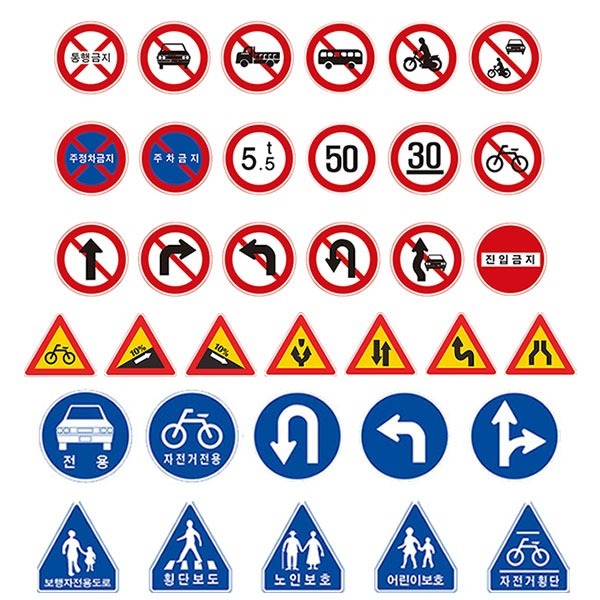 통행금지
주정차금지
주차금지
5.5t
50
30
진입금지
10%
10%
전용
자전거전용
보행자전용도로
횡단보도
노인보호
어린이보호
자전거횡단